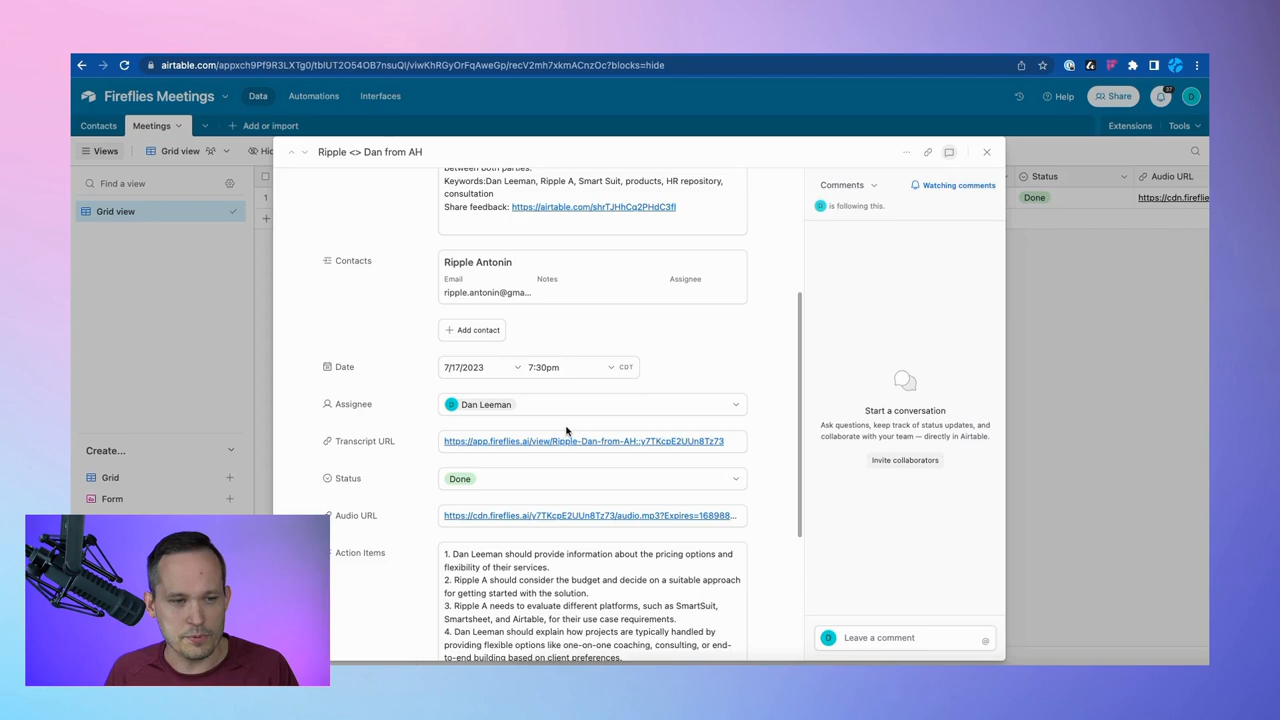 airtable.com/appxch9Pf9R3LXTg0/tblUT2O54OB7nsuQl/viwKhRGyOrFqAweGp/recV2mh7xkmACnzOc?blocks=hide
Fireflies Meetings
Data
Automations
Interfaces
Help
Share
37
D
Contacts
Meetings
Add or import
Extensions
Tools
Views
Grid view
Find a view
Grid view
Create...
Grid
Form
1
Status
Audio URL
Done
https://cdn.fireflie
Ripple <> Dan from AH
between both parties.
Keywords:Dan Leeman, Ripple A, Smart Suit, products, HR repository,
consultation
Share feedback: https://airtable.com/shrTJHhCq2PHdC3fl
Contacts
Ripple Antonin
Email Notes Assignee
ripple.antonin@gma...
Add contact
Date
7/17/2023 7:30pm CDT
Assignee
D Dan Leeman
Transcript URL
https://app.fireflies.ai/view/Ripple-Dan-from-AH::y7TKcpE2UUn8Tz73
Status
Done
Audio URL
https://cdn.fireflies.ai/y7TKcpE2UUn8Tz73/audio.mp3?Expires=168988...
Action Items
1. Dan Leeman should provide information about the pricing options and
flexibility of their services.
2. Ripple A should consider the budget and decide on a suitable approach
for getting started with the solution.
3. Ripple A needs to evaluate different platforms, such as SmartSuit,
Smartsheet, and Airtable, for their use case requirements.
4. Dan Leeman should explain how projects are typically handled by
providing flexible options like one-on-one coaching, consulting, or end-
to-end building based on client preferences.
Comments
Watching comments
D is following this.
Start a conversation
Ask questions, keep track of status updates, and
collaborate with your team — directly in Airtable.
Invite collaborators
D Leave a comment